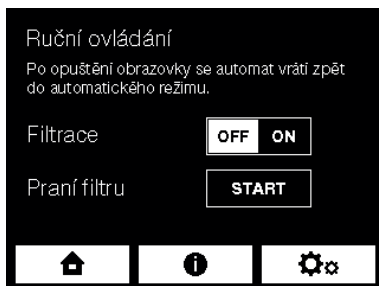 Ruční ovládání
Po opuštění obrazovky se automat vrátí zpět
do automatického režimu.
Filtrace OFF ON
Praní filtru START